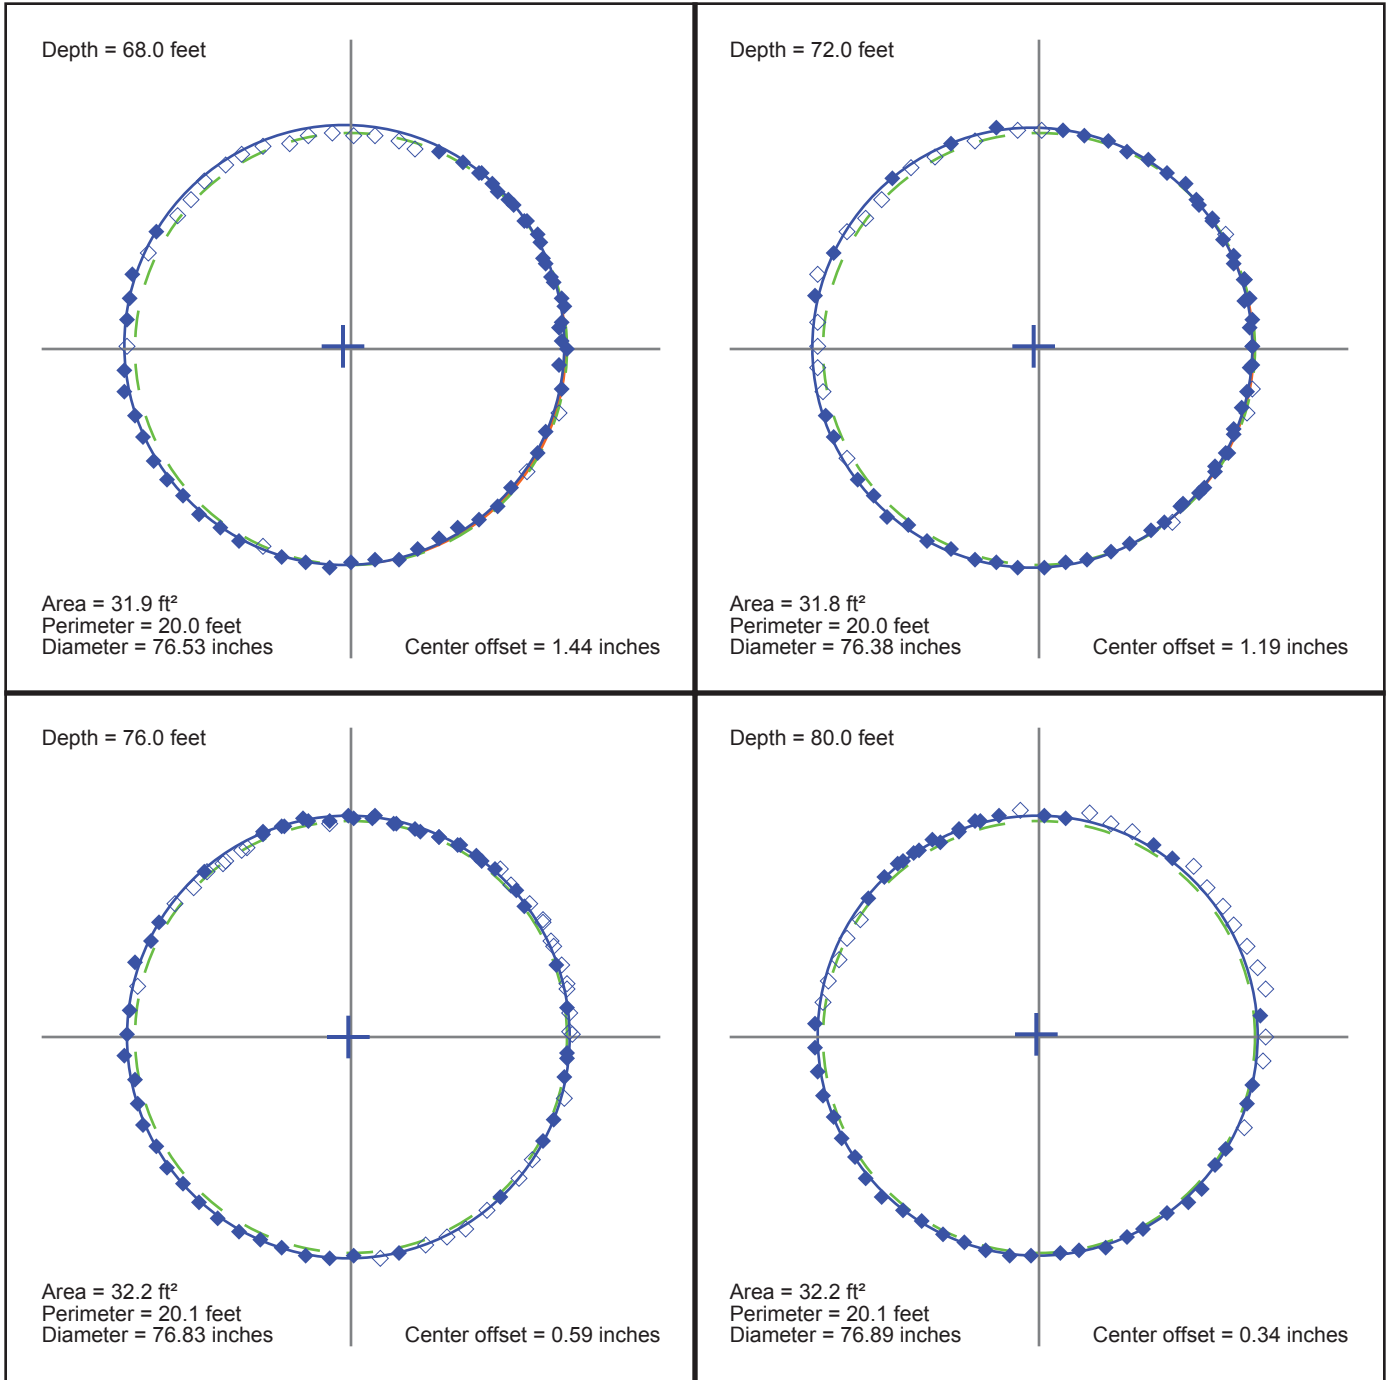 Depth = 68.0 feet
Area = 31.9 ft²
Perimeter = 20.0 feet
Diameter = 76.53 inches
Center offset = 1.44 inches
Depth = 72.0 feet
Area = 31.8 ft²
Perimeter = 20.0 feet
Diameter = 76.38 inches
Center offset = 1.19 inches
Depth = 76.0 feet
Area = 32.2 ft²
Perimeter = 20.1 feet
Diameter = 76.83 inches
Center offset = 0.59 inches
Depth = 80.0 feet
Area = 32.2 ft²
Perimeter = 20.1 feet
Diameter = 76.89 inches
Center offset = 0.34 inches